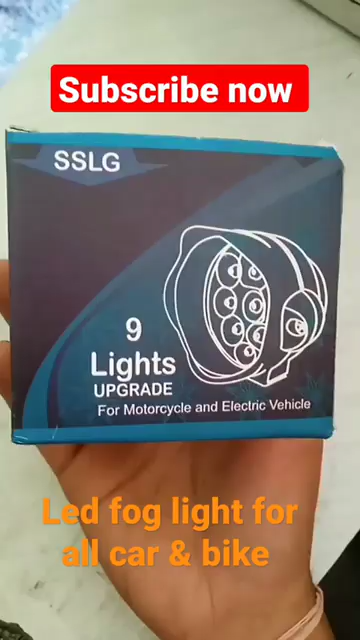 Subscribe now
SSLG
9
Lights
UPGRADE
For Motorcycle and Electric Vehicle
Led fog light for
all car & bike